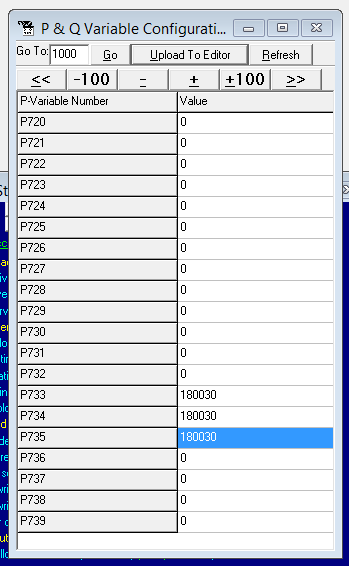 P & Q Variable Configurati...
Go To: 1000 Go Upload To Editor Refresh
<< -100 - + +100 >>
P-Variable Number Value
P720 0
P721 0
P722 0
P723 0
P724 0
P725 0
P726 0
P727 0
P728 0
P729 0
P730 0
P731 0
P732 0
P733 180030
P734 180030
P735 180030
P736 0
P737 0
P738 0
P739 0